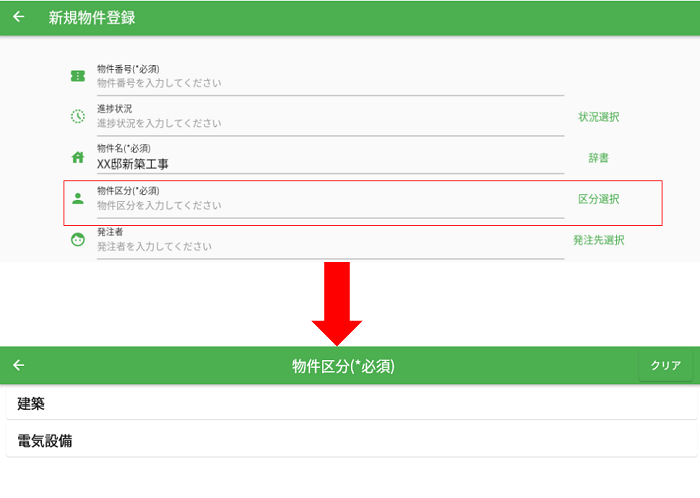 新規物件登録
物件番号(*必須)
物件番号を入力してください
進捗状況
進捗状況を入力してください
状況選択
物件名(*必須)
XX邸新築工事
辞書
物件区分(*必須)
物件区分を入力してください
区分選択
発注者
発注者を入力してください
発注先選択
物件区分(*必須)
クリア
建築
電気設備